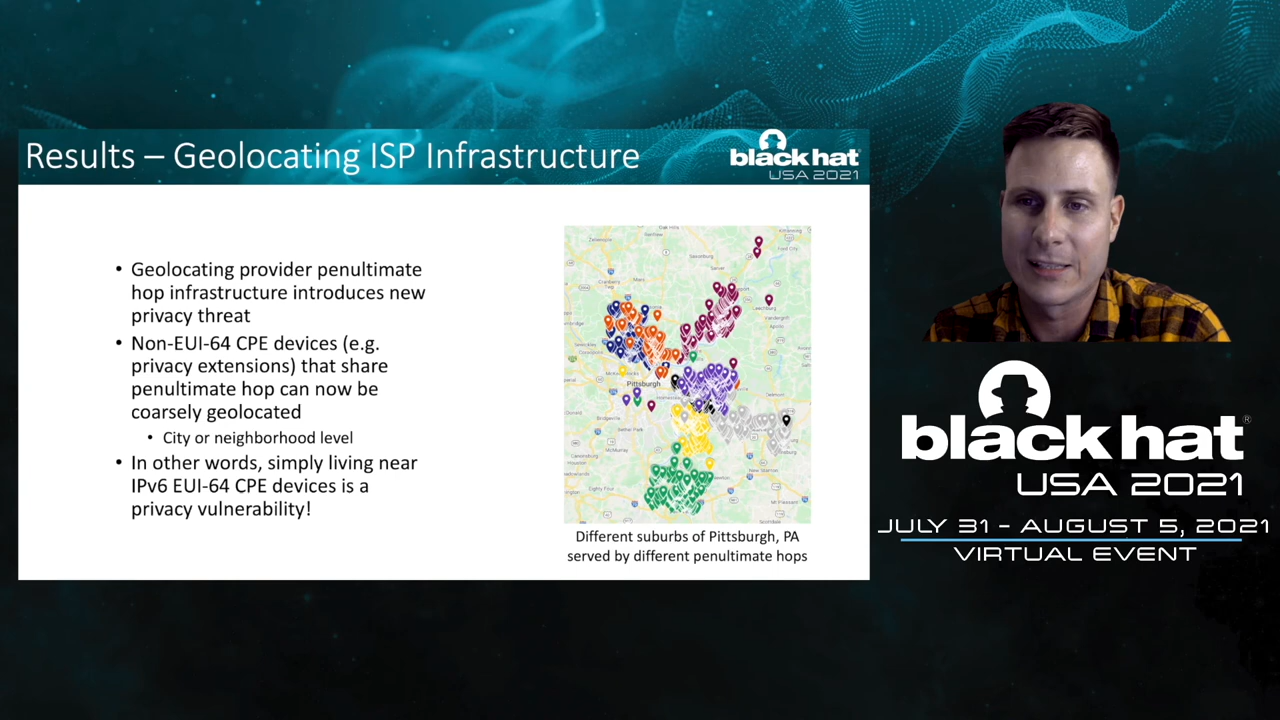 Results – Geolocating ISP Infrastructure
black hat
USA 2021
• Geolocating provider penultimate
hop infrastructure introduces new
privacy threat
• Non-EUI-64 CPE devices (e.g.
privacy extensions) that share
penultimate hop can now be
coarsely geolocated
• City or neighborhood level
• In other words, simply living near
IPv6 EUI-64 CPE devices is a
privacy vulnerability!
Pittsburgh
Different suburbs of Pittsburgh, PA
served by different penultimate hops
black hat®
USA 2021
JULY 31 - AUGUST 5, 2021
VIRTUAL EVENT